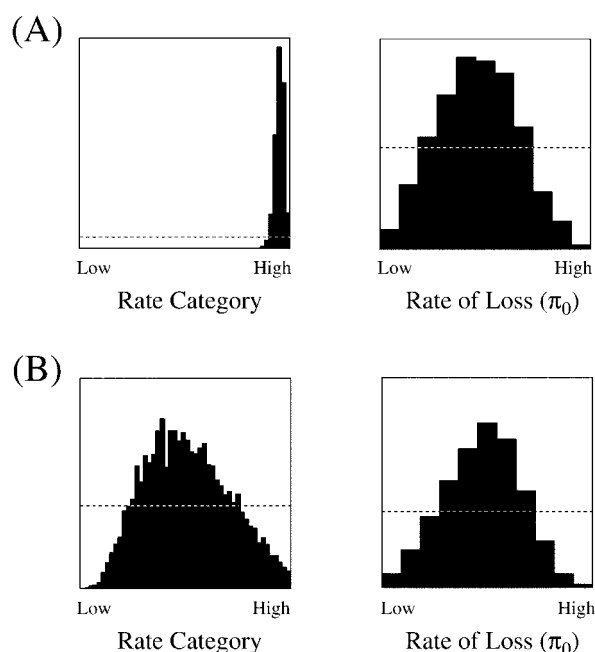 (A)
Low High Low High
Rate Category Rate of Loss (π₀)
(B)
Low High Low High
Rate Category Rate of Loss (π₀)